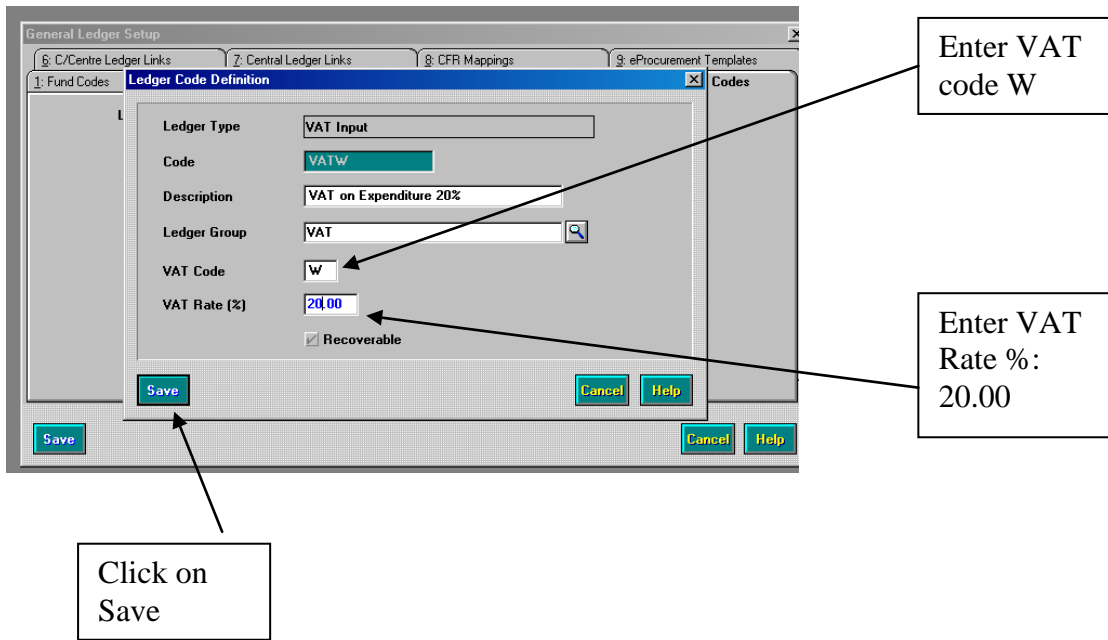 General Ledger Setup
6: C/Centre Ledger Links
7: Central Ledger Links
8: CFR Mappings
9: eProcurement Templates
1: Fund Codes
Codes
Ledger Code Definition
L
Ledger Type
VAT Input
Code
VATW
Description
VAT on Expenditure 20%
Ledger Group
VAT
VAT Code
W
VAT Rate (%)
20.00
Recoverable
Save
Cancel
Help
Save
Cancel
Help
Enter VAT
code W
Enter VAT
Rate %:
20.00
Click on
Save